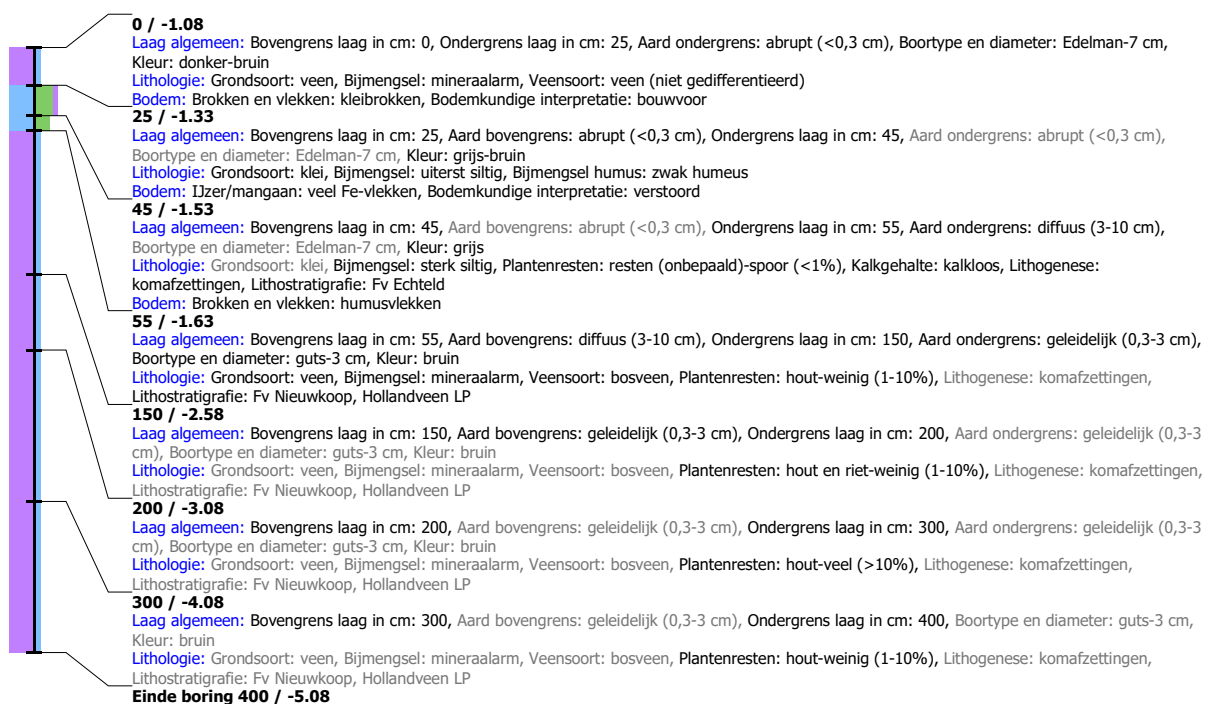 0 / -1.08
Laag algemeen: Bovengrens laag in cm: 0, Ondergrens laag in cm: 25, Aard ondergrens: abrupt (<0,3 cm), Boortype en diameter: Edelman-7 cm,
Kleur: donker-bruin
Lithologie: Grondsoort: veen, Bijmengsel: mineraalarm, Veensoort: veen (niet gedifferentieerd)
Bodem: Brokken en vlekken: kleibrokken, Bodemkundige interpretatie: bouwvoor
25 / -1.33
Laag algemeen: Bovengrens laag in cm: 25, Aard bovengrens: abrupt (<0,3 cm), Ondergrens laag in cm: 45, Aard ondergrens: abrupt (<0,3 cm),
Boortype en diameter: Edelman-7 cm, Kleur: grijs-bruin
Lithologie: Grondsoort: klei, Bijmengsel: uiterst siltig, Bijmengsel humus: zwak humeus
Bodem: IJzer/mangaan: veel Fe-vlekken, Bodemkundige interpretatie: verstoord
45 / -1.53
Laag algemeen: Bovengrens laag in cm: 45, Aard bovengrens: abrupt (<0,3 cm), Ondergrens laag in cm: 55, Aard ondergrens: diffuus (3-10 cm),
Boortype en diameter: Edelman-7 cm, Kleur: grijs
Lithologie: Grondsoort: klei, Bijmengsel: sterk siltig, Plantenresten: resten (onbepaald)-spoor (<1%), Kalkgehalte: kalkloos, Lithogenese:
komafzettingen, Lithostratigrafie: Fv Echteld
Bodem: Brokken en vlekken: humusvlekken
55 / -1.63
Laag algemeen: Bovengrens laag in cm: 55, Aard bovengrens: diffuus (3-10 cm), Ondergrens laag in cm: 150, Aard ondergrens: geleidelijk (0,3-3 cm),
Boortype en diameter: guts-3 cm, Kleur: bruin
Lithologie: Grondsoort: veen, Bijmengsel: mineraalarm, Veensoort: bosveen, Plantenresten: hout-weinig (1-10%), Lithogenese: komafzettingen,
Lithostratigrafie: Fv Nieuwkoop, Hollandveen LP
150 / -2.58
Laag algemeen: Bovengrens laag in cm: 150, Aard bovengrens: geleidelijk (0,3-3 cm), Ondergrens laag in cm: 200, Aard ondergrens: geleidelijk (0,3-3
cm), Boortype en diameter: guts-3 cm, Kleur: bruin
Lithologie: Grondsoort: veen, Bijmengsel: mineraalarm, Veensoort: bosveen, Plantenresten: hout en riet-weinig (1-10%), Lithogenese: komafzettingen,
Lithostratigrafie: Fv Nieuwkoop, Hollandveen LP
200 / -3.08
Laag algemeen: Bovengrens laag in cm: 200, Aard bovengrens: geleidelijk (0,3-3 cm), Ondergrens laag in cm: 300, Aard ondergrens: geleidelijk (0,3-3
cm), Boortype en diameter: guts-3 cm, Kleur: bruin
Lithologie: Grondsoort: veen, Bijmengsel: mineraalarm, Veensoort: bosveen, Plantenresten: hout-veel (>10%), Lithogenese: komafzettingen,
Lithostratigrafie: Fv Nieuwkoop, Hollandveen LP
300 / -4.08
Laag algemeen: Bovengrens laag in cm: 300, Aard bovengrens: geleidelijk (0,3-3 cm), Ondergrens laag in cm: 400, Boortype en diameter: guts-3 cm,
Kleur: bruin
Lithologie: Grondsoort: veen, Bijmengsel: mineraalarm, Veensoort: bosveen, Plantenresten: hout-weinig (1-10%), Lithogenese: komafzettingen,
Lithostratigrafie: Fv Nieuwkoop, Hollandveen LP
Einde boring 400 / -5.08